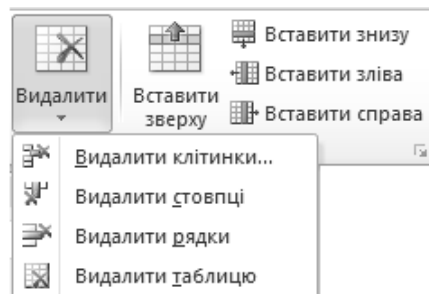 Видалити
Вставити зверху
Вставити знизу
Вставити зліва
Вставити справа
Видалити клітинки...
Видалити стовпці
Видалити рядки
Видалити таблицю